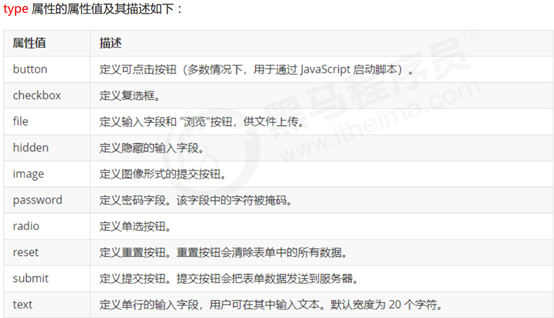 type 属性的属性值及其描述如下：
属性值 描述
button 定义可点击按钮（多数情况下，用于通过 JavaScript 启动脚本）。
checkbox 定义复选框。
file 定义输入字段和 "浏览"按钮，供文件上传。
hidden 定义隐藏的输入字段。
image 定义图像形式的提交按钮。
password 定义密码字段。该字段中的字符被掩码。
radio 定义单选按钮。
reset 定义重置按钮。重置按钮会清除表单中的所有数据。
submit 定义提交按钮。提交按钮会把表单数据发送到服务器。
text 定义单行的输入字段，用户可在其中输入文本。默认宽度为 20 个字符。
黑马程序员™
www.itheima.com